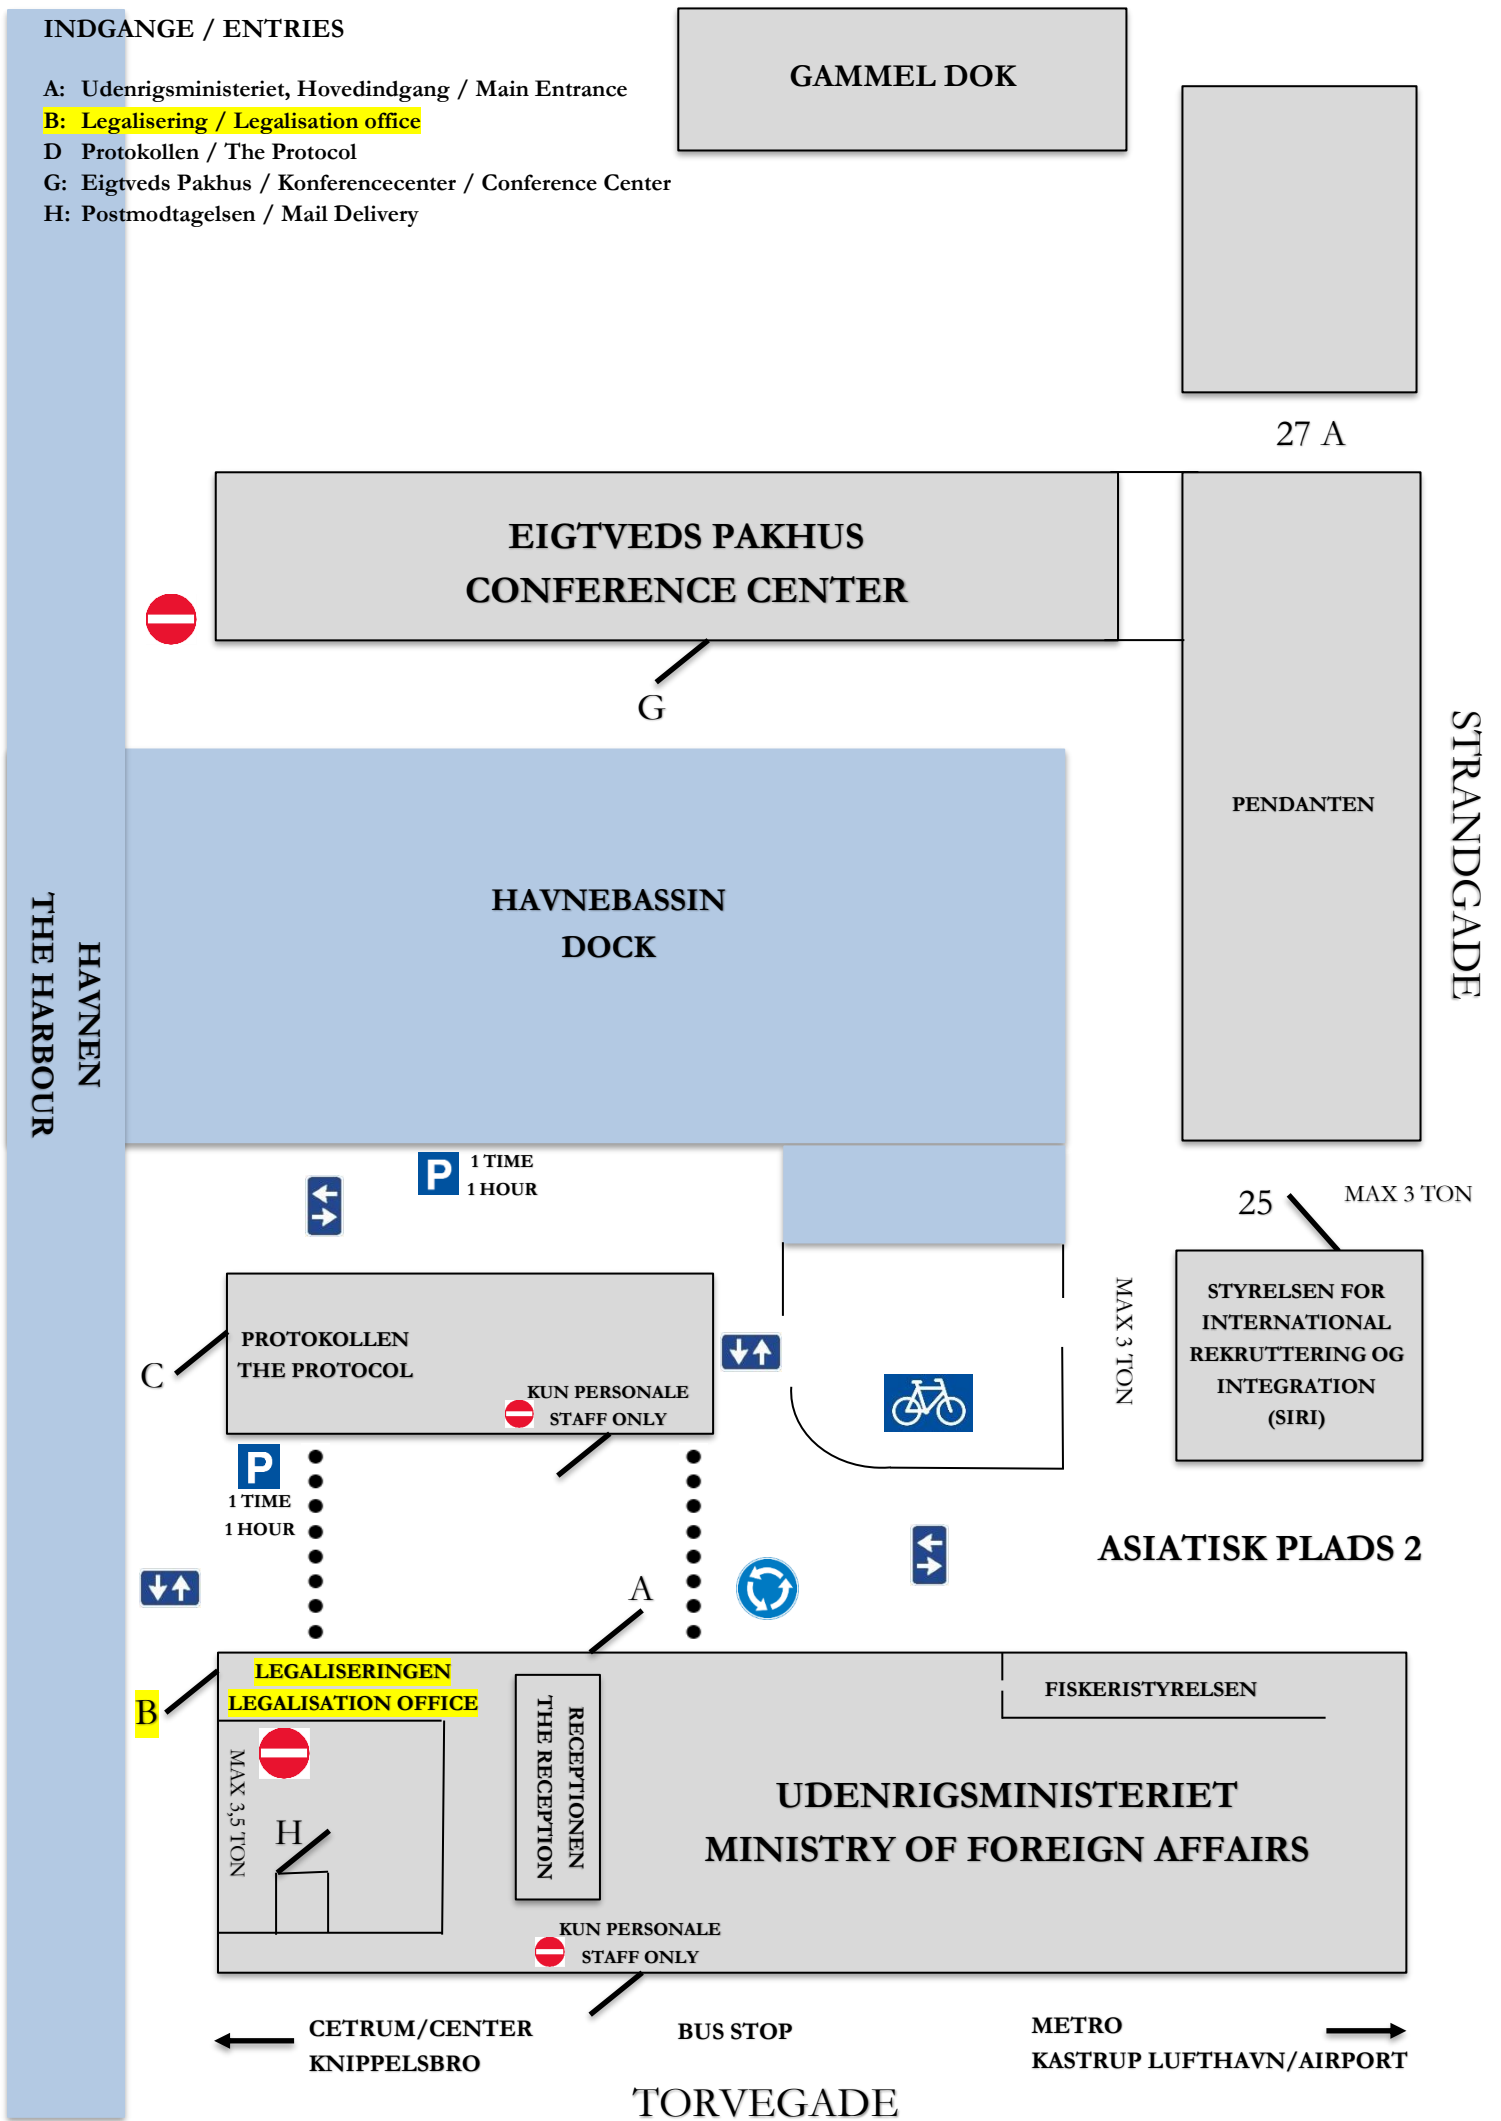 INDGANGE / ENTRIES
A: Udenrigsministeriet, Hovedindgang / Main Entrance
B: Legalisering / Legalisation office
D Protokollen / The Protocol
G: Eigtveds Pakhus / Konferencecenter / Conference Center
H: Postmodtagelsen / Mail Delivery
GAMMEL DOK
27 A
EIGTVEDS PAKHUS
CONFERENCE CENTER
G
STRANDGADE
PENDANTEN
HAVNEBASSIN
DOCK
HAVNEN
THE HARBOUR
P
1 TIME
1 HOUR
25
MAX 3 TON
MAX 3 TON
STYRELSEN FOR
INTERNATIONAL
REKRUTTERING OG
INTEGRATION
(SIRI)
PROTOKOLLEN
THE PROTOCOL
C
KUN PERSONALE
STAFF ONLY
P
1 TIME
1 HOUR
ASIATISK PLADS 2
A
B
LEGALISERINGEN
LEGALISATION OFFICE
MAX 3,5 TON
H
RECEPTIONEN
THE RECEPTION
FISKERISTYRELSEN
UDENRIGSMINISTERIET
MINISTRY OF FOREIGN AFFAIRS
KUN PERSONALE
STAFF ONLY
CETRUM/CENTER
KNIPPELSBRO
BUS STOP
METRO
KASTRUP LUFTHAVN/AIRPORT
TORVEGADE